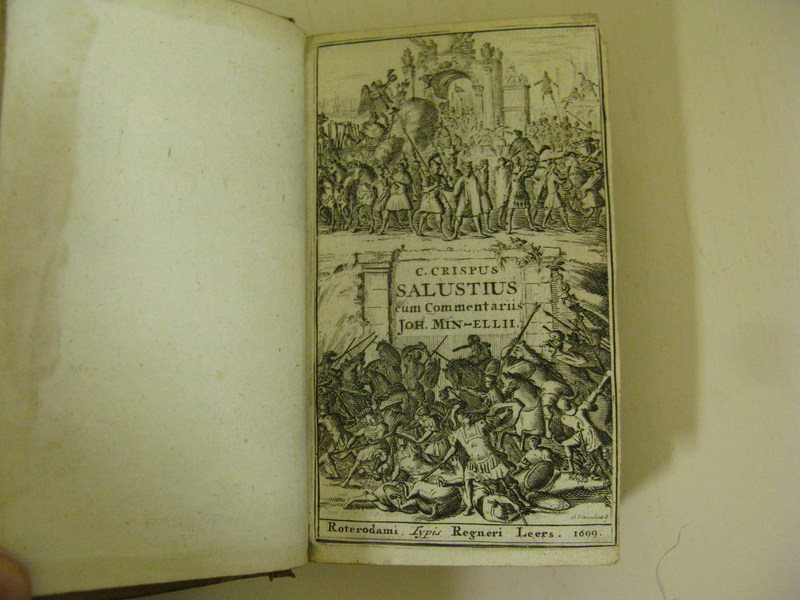 C. CRISPUS
SALUSTIUS
cum Commentariis
JOH. MIN-ELLII.
Roterodami, Typis Regneri Leers. 1699.